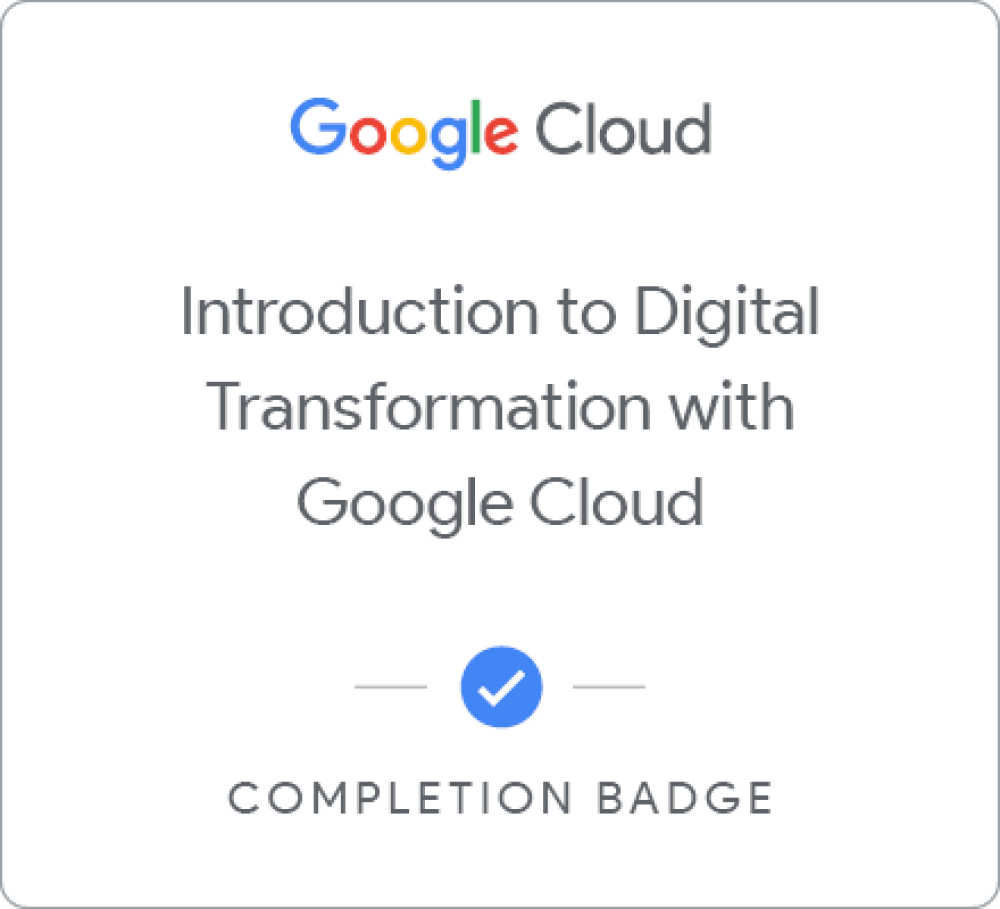 Google Cloud
Introduction to Digital
Transformation with
Google Cloud
COMPLETION BADGE